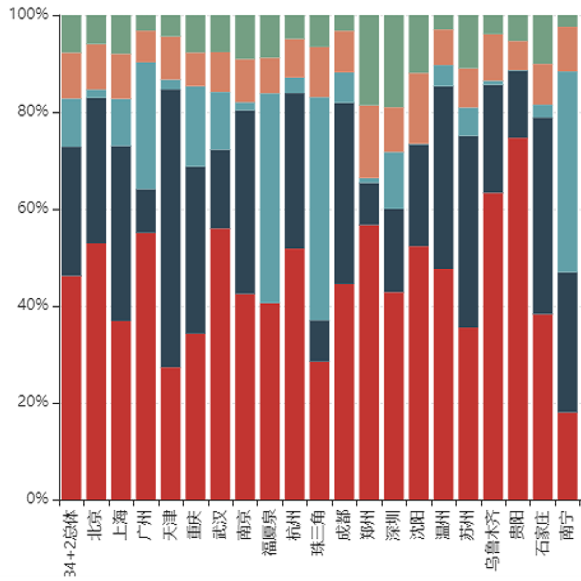 100%
80%
60%
40%
20%
0%
34+2总体
北京
上海
广州
天津
重庆
武汉
南京
福厦泉
杭州
珠三角
成都
郑州
深圳
沈阳
温州
苏州
乌鲁木齐
贵阳
石家庄
南宁